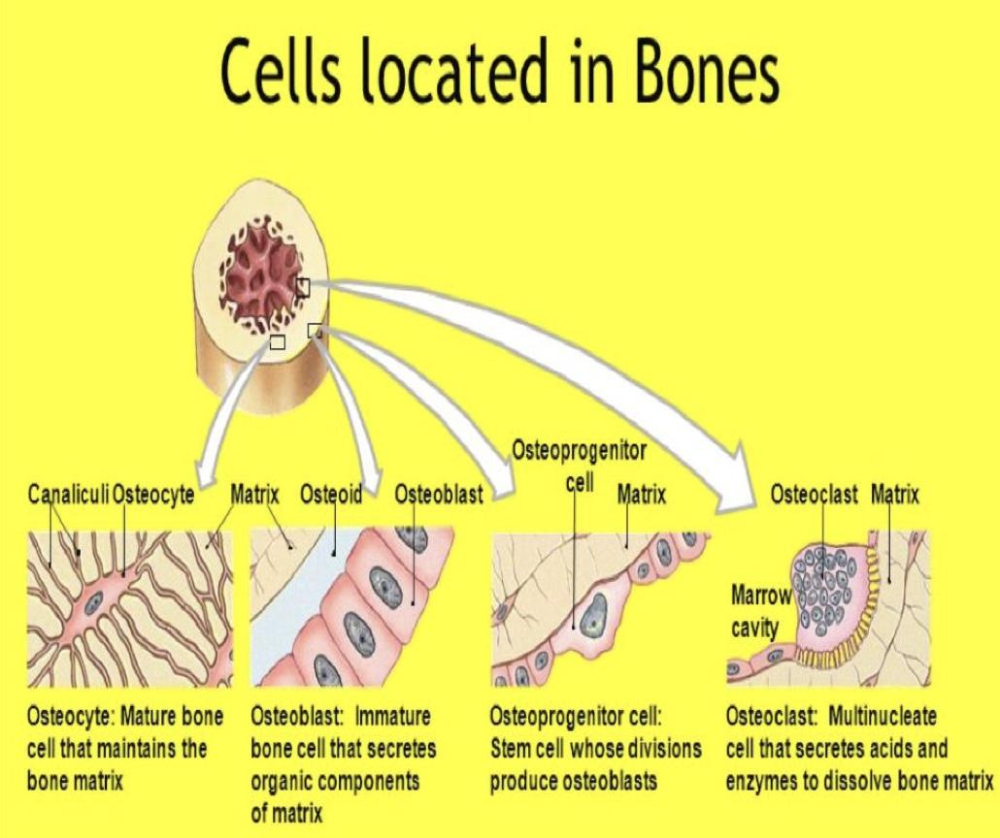 Cells located in Bones
Osteoprogenitor
cell
Canaliculi Osteocyte Matrix Osteoid Osteoblast Matrix Osteoclast Matrix
Marrow
cavity
Osteocyte: Mature bone
cell that maintains the
bone matrix
Osteoblast: Immature
bone cell that secretes
organic components
of matrix
Osteoprogenitor cell:
Stem cell whose divisions
produce osteoblasts
Osteoclast: Multinucleate
cell that secretes acids and
enzymes to dissolve bone matrix